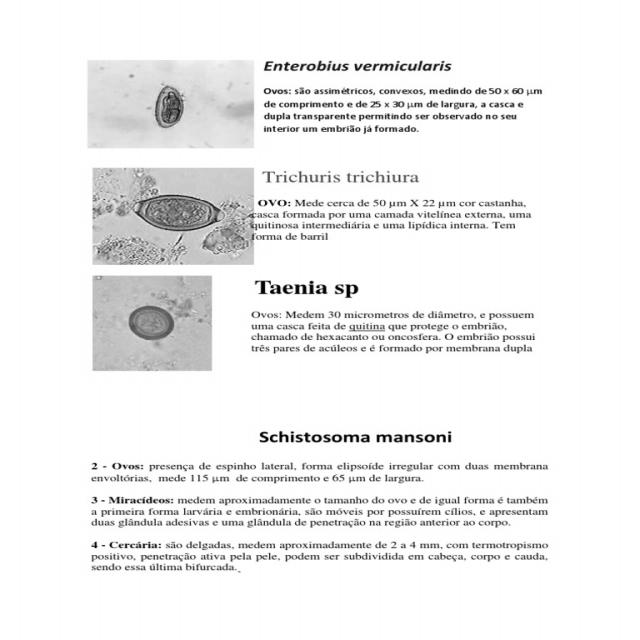 Enterobius vermicularis
Ovos: são assimétricos, convexos, medindo de 50 x 60 µm
de comprimento e de 25 x 30 µm de largura, a casca e
dupla transparente permitindo ser observado no seu
interior um embrião já formado.
Trichuris trichiura
OVO: Mede cerca de 50 µm X 22 µm cor castanha,
casca formada por uma camada vitelínea externa, uma
quitinosa intermediária e uma lipídica interna. Tem
forma de barril
Taenia sp
Ovos: Medem 30 micrometros de diâmetro, e possuem
uma casca feita de quitina que protege o embrião,
chamado de hexacanto ou oncosfera. O embrião possui
três pares de acúleos e é formado por membrana dupla
Schistosoma mansoni
2 - Ovos: presença de espinho lateral, forma elipsoíde irregular com duas membrana
envoltórias, mede 115 µm de comprimento e 65 µm de largura.
3 - Miracídeos: medem aproximadamente o tamanho do ovo e de igual forma é também
a primeira forma larvária e embrionária, são móveis por possuírem cílios, e apresentam
duas glândula adesivas e uma glândula de penetração na região anterior ao corpo.
4 - Cercária: são delgadas, medem aproximadamente de 2 a 4 mm, com termotropismo
positivo, penetração ativa pela pele, podem ser subdividida em cabeça, corpo e cauda,
sendo essa última bifurcada.